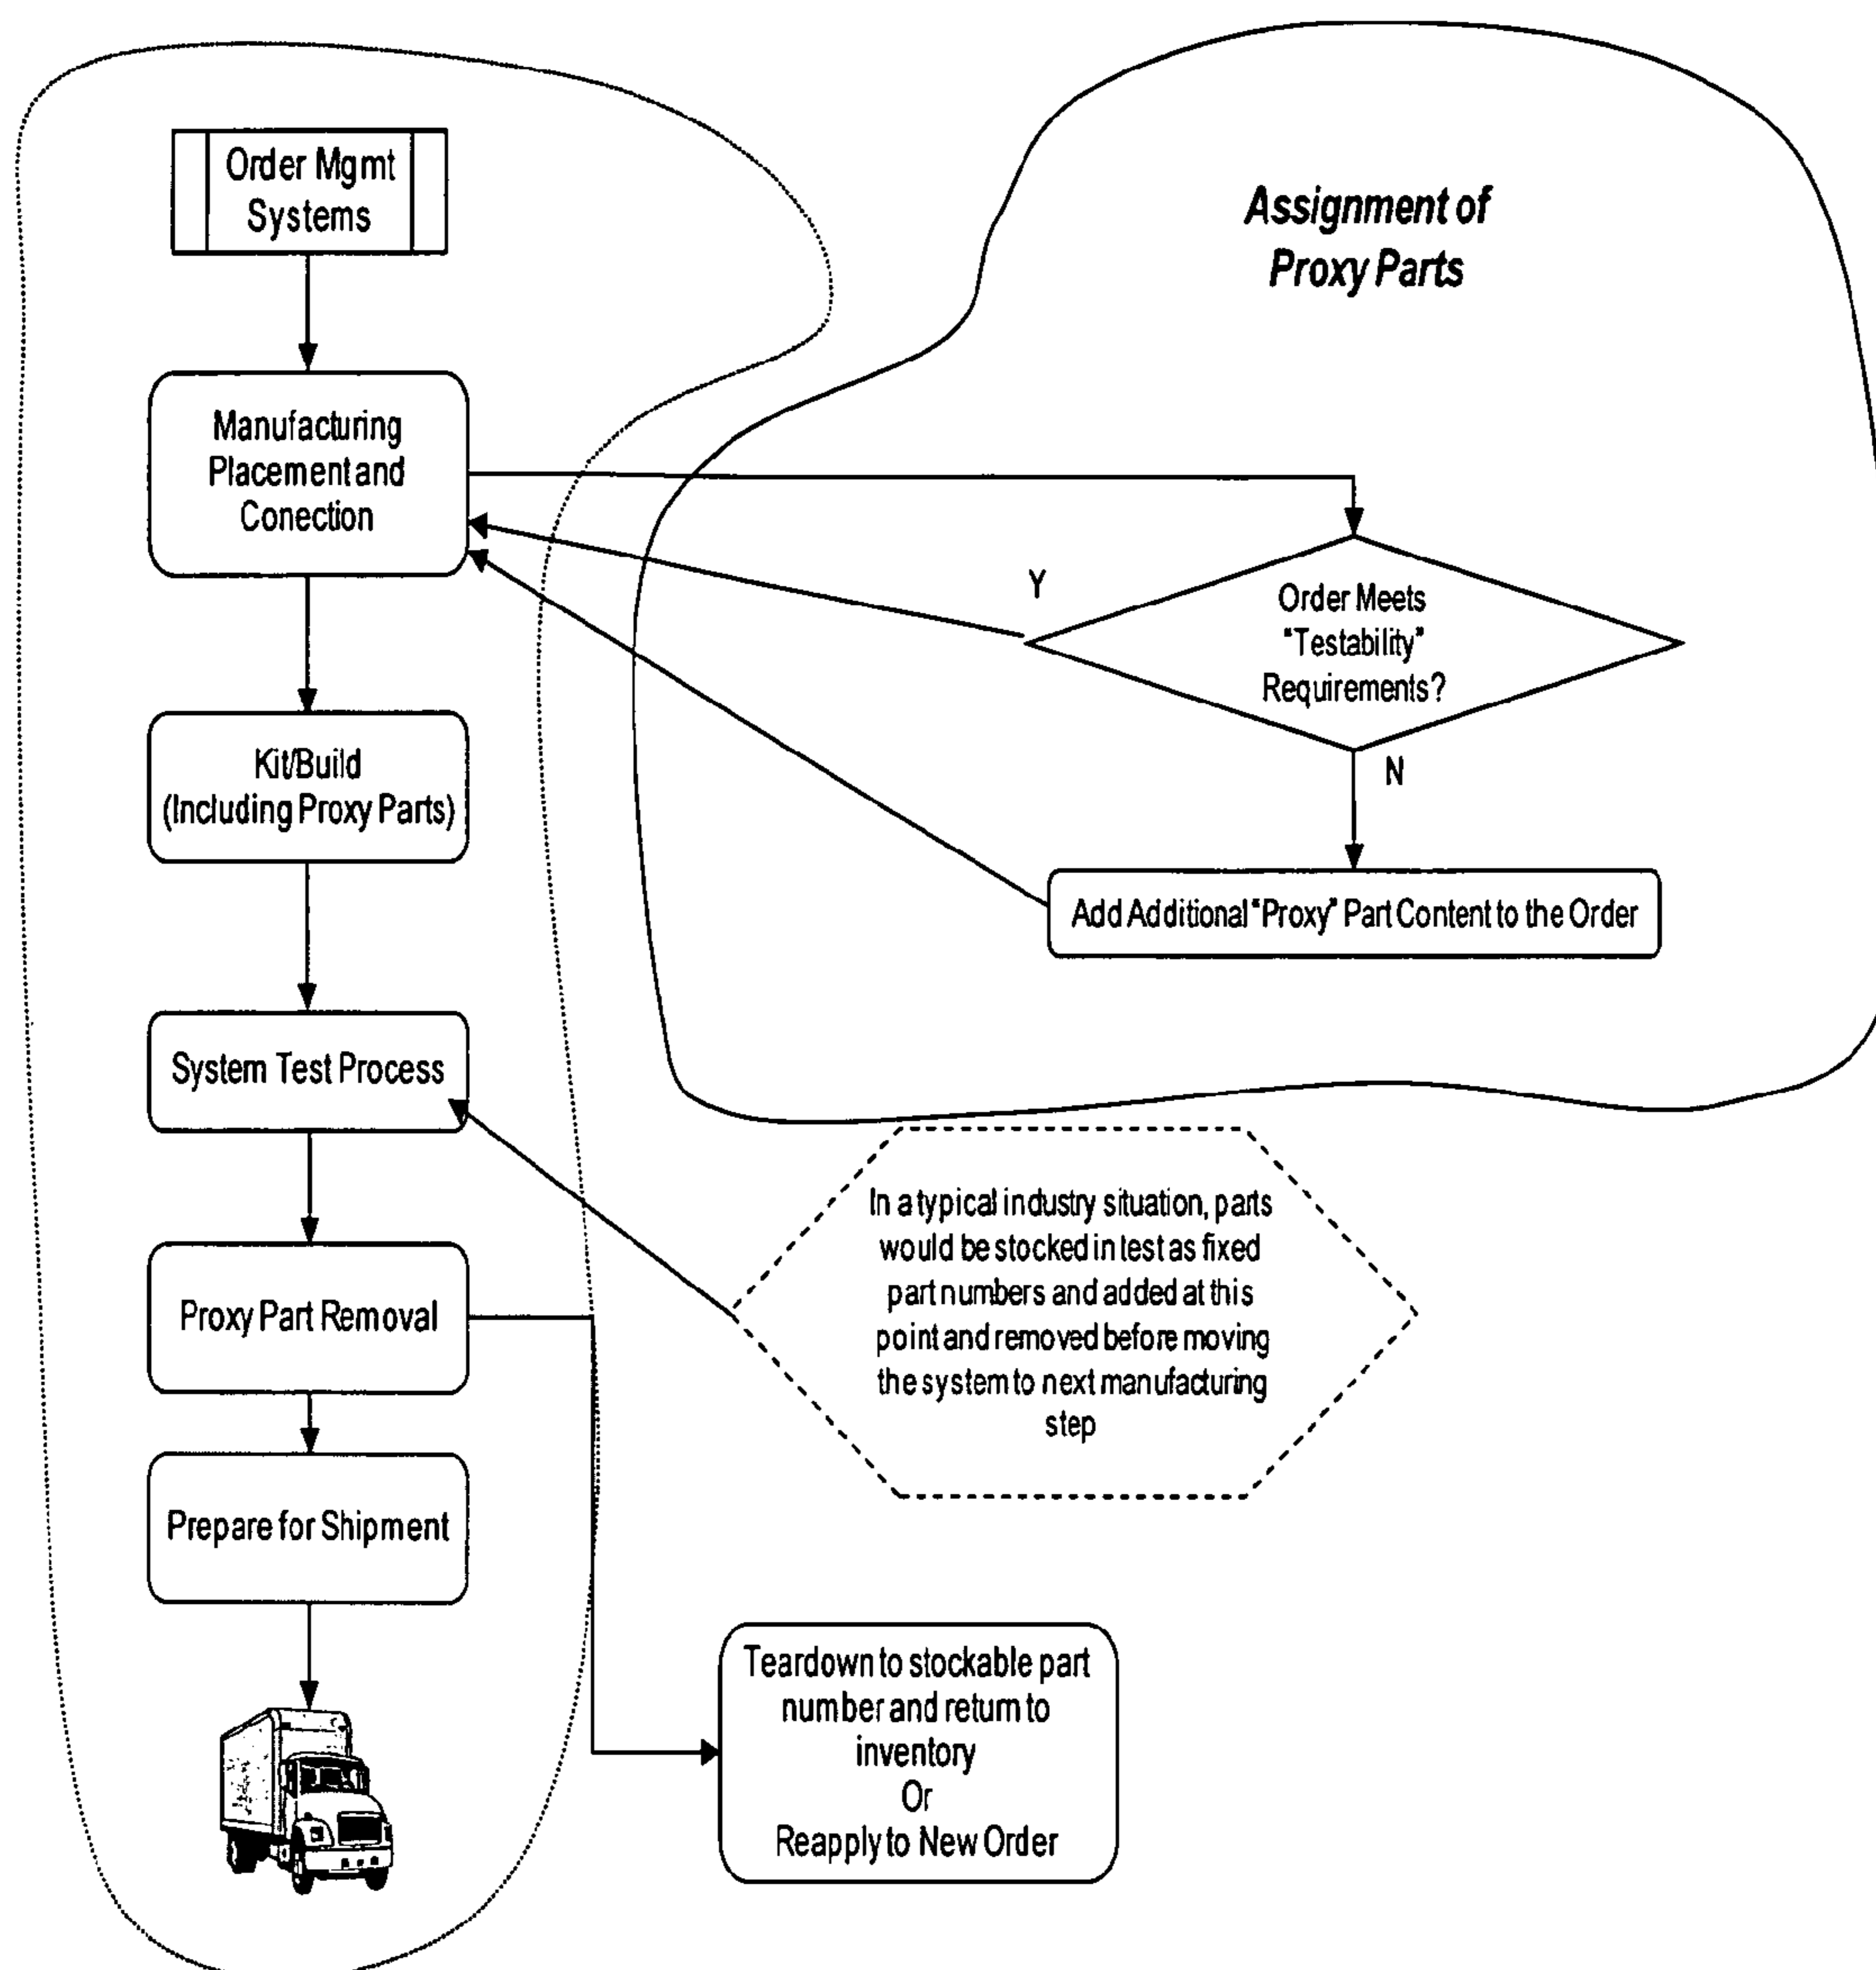 Order Mgmt
Systems
Assignment of
Proxy Parts
Manufacturing
Placement and
Conection
Y
Order Meets
"Testability"
Requirements?
N
Kit/Build
(Including Proxy Parts)
Add Additional "Proxy" Part Content to the Order
System Test Process
In a typical industry situation, parts
would be stocked in test as fixed
part numbers and added at this
point and removed before moving
the system to next manufacturing
step
Proxy Part Removal
Prepare for Shipment
Teardown to stockable part
number and return to
inventory
Or
Reapply to New Order